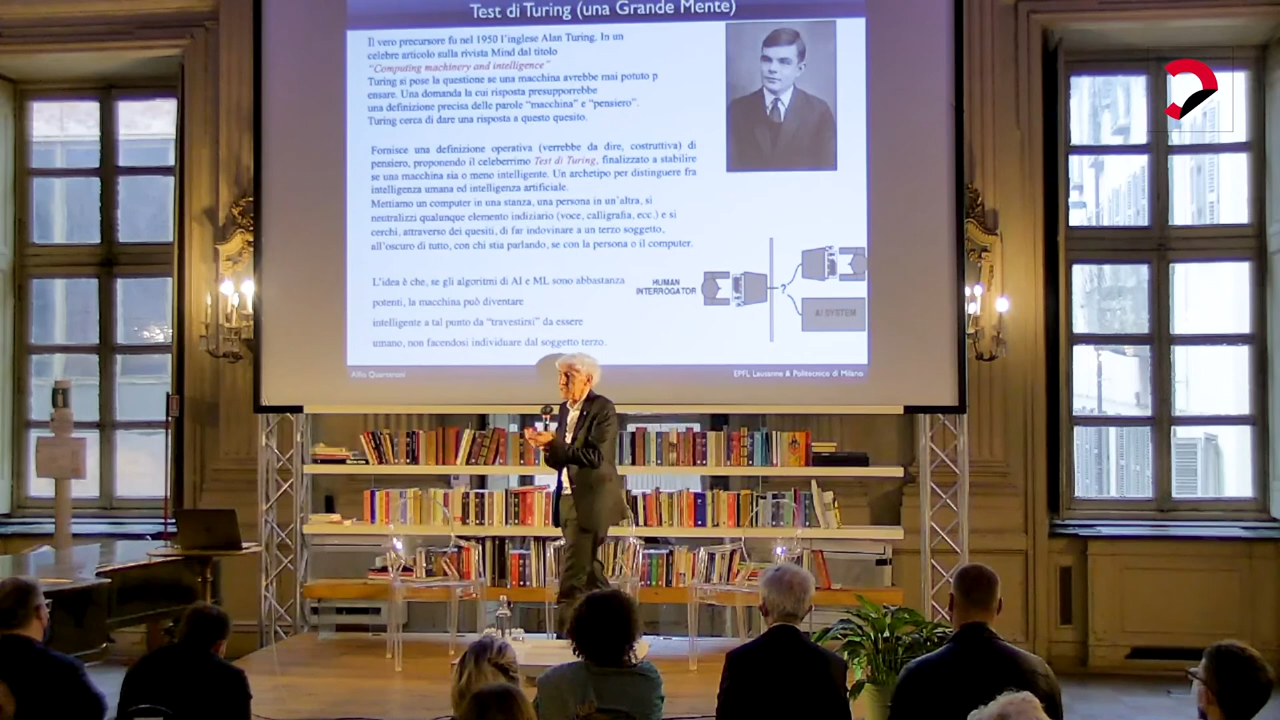 Test di Turing (una Grande Mente)
Il vero precursore fu nel 1950 l'inglese Alan Turing. In un
celebre articolo sulla rivista Mind dal titolo
"Computing machinery and intelligence"
Turing si pose la questione se una macchina avrebbe mai potuto p
ensare. Una domanda la cui risposta presupporrebbe
una definizione precisa delle parole "macchina" e "pensiero".
Turing cerca di dare una risposta a questo quesito.
Fornisce una definizione operativa (verrebbe da dire, costruttiva) di
pensiero, proponendo il celeberrimo Test di Turing, finalizzato a stabilire
se una macchina sia o meno intelligente. Un archetipo per distinguere fra
intelligenza umana ed intelligenza artificiale.
Mettiamo un computer in una stanza, una persona in un'altra, si
neutralizzi qualunque elemento indiziario (voce, calligrafia, ecc.) e si
cerchi, attraverso dei quesiti, di far indovinare a un terzo soggetto,
all'oscuro di tutto, con chi stia parlando, se con la persona o il computer.
L'idea è che, se gli algoritmi di AI e ML sono abbastanza
potenti, la macchina può diventare
intelligente a tal punto da "travestirsi" da essere
umano, non facendosi individuare dal soggetto terzo.
HUMAN
INTERROGATOR
?
AI SYSTEM
Alfio Quarteroni
EPFL Lausanne & Politecnico di Milano